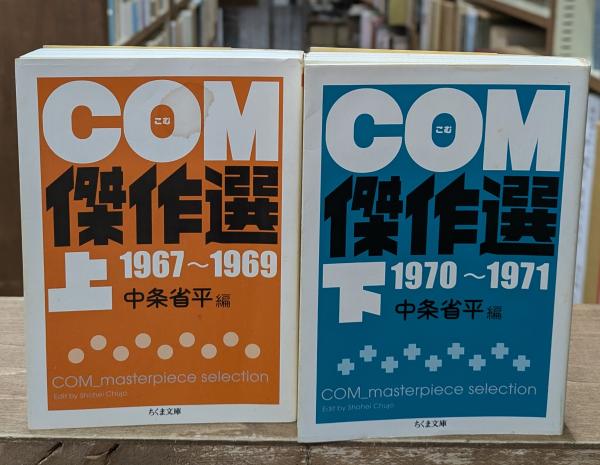 COM
こむ
傑作選
上
1967～1969
中条省平編
COM_masterpiece selection
Edit by Shohei Chujo
ちくま文庫
COM
こむ
傑作選
下
1970～1971
中条省平編
COM_masterpiece selection
Edit by Shohei Chujo
ちくま文庫